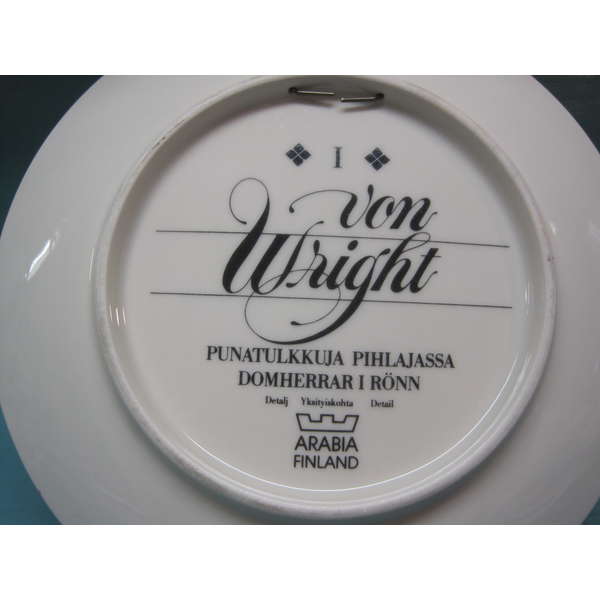 I
von
Wright
PUNATULKKUJA PIHLAJASSA
DOMHERRAR I RÖNN
Detalj Yksityiskohta Detail
ARABIA
FINLAND